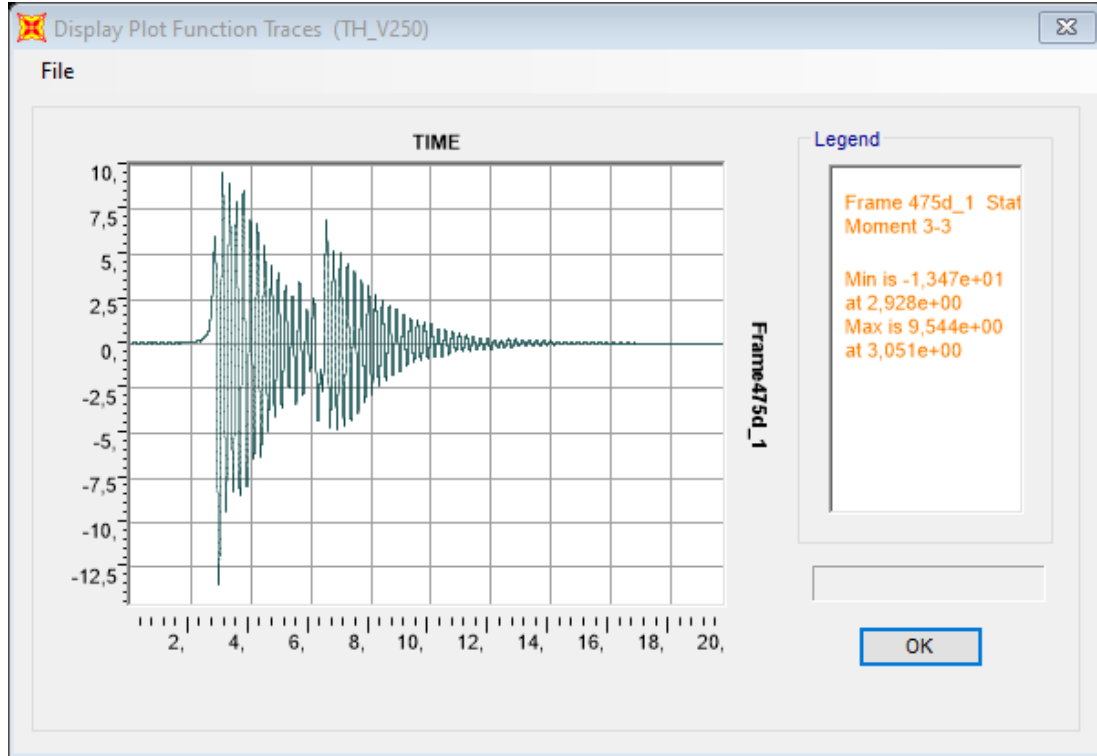 Display Plot Function Traces (TH_V250)
File
TIME
Legend
10,
7,5
5,
2,5
0,
-2,5
-5,
-7,5
-10,
-12,5
2,
4,
6,
8,
10,
12,
14,
16,
18,
20,
Frame475d_1
Frame 475d_1 Stat
Moment 3-3
Min is -1,347e+01
at 2,928e+00
Max is 9,544e+00
at 3,051e+00
OK